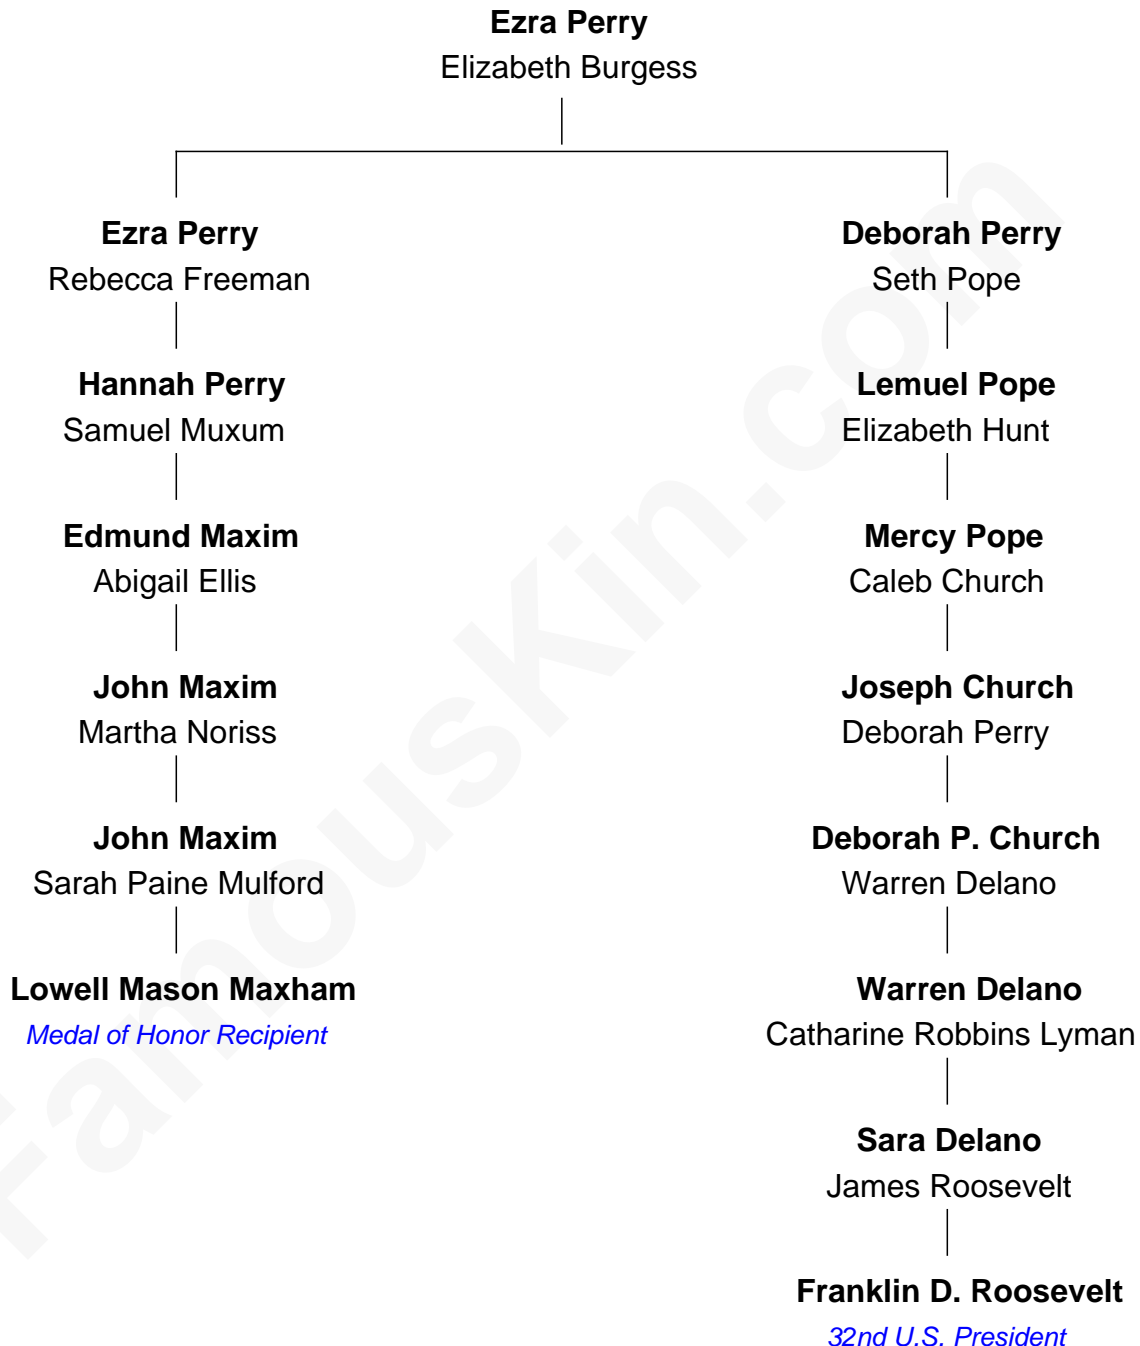 Ezra Perry
Elizabeth Burgess
Ezra Perry
Rebecca Freeman
Hannah Perry
Samuel Muxum
Edmund Maxim
Abigail Ellis
John Maxim
Martha Noriss
John Maxim
Sarah Paine Mulford
Lowell Mason Maxham
Medal of Honor Recipient
Deborah Perry
Seth Pope
Lemuel Pope
Elizabeth Hunt
Mercy Pope
Caleb Church
Joseph Church
Deborah Perry
Deborah P. Church
Warren Delano
Warren Delano
Catharine Robbins Lyman
Sara Delano
James Roosevelt
Franklin D. Roosevelt
32nd U.S. President
FamousKin.com